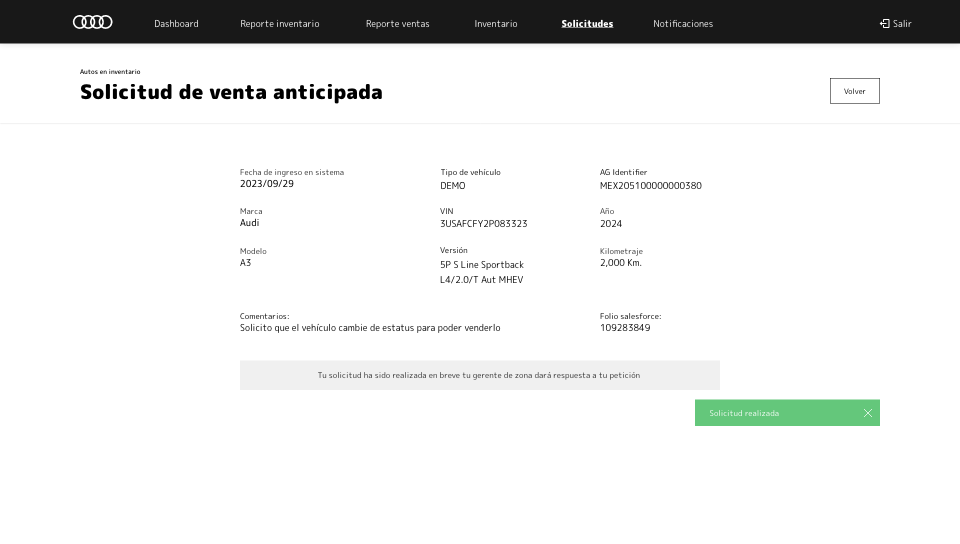 Dashboard
Reporte inventario
Reporte ventas
Inventario
Solicitudes
Notificaciones
Salir
Autos en inventario
Solicitud de venta anticipada
Volver
Fecha de ingreso en sistema
2023/09/29
Tipo de vehículo
DEMO
AG Identifier
MEX205100000000380
Marca
Audi
VIN
3USAFCFY2P083323
Año
2024
Modelo
A3
Versión
5P S Line Sportback
L4/2.0/T Aut MHEV
Kilometraje
2,000 Km.
Comentarios:
Solicito que el vehículo cambie de estatus para poder venderlo
Folio salesforce:
109283849
Tu solicitud ha sido realizada en breve tu gerente de zona dará respuesta a tu petición
Solicitud realizada